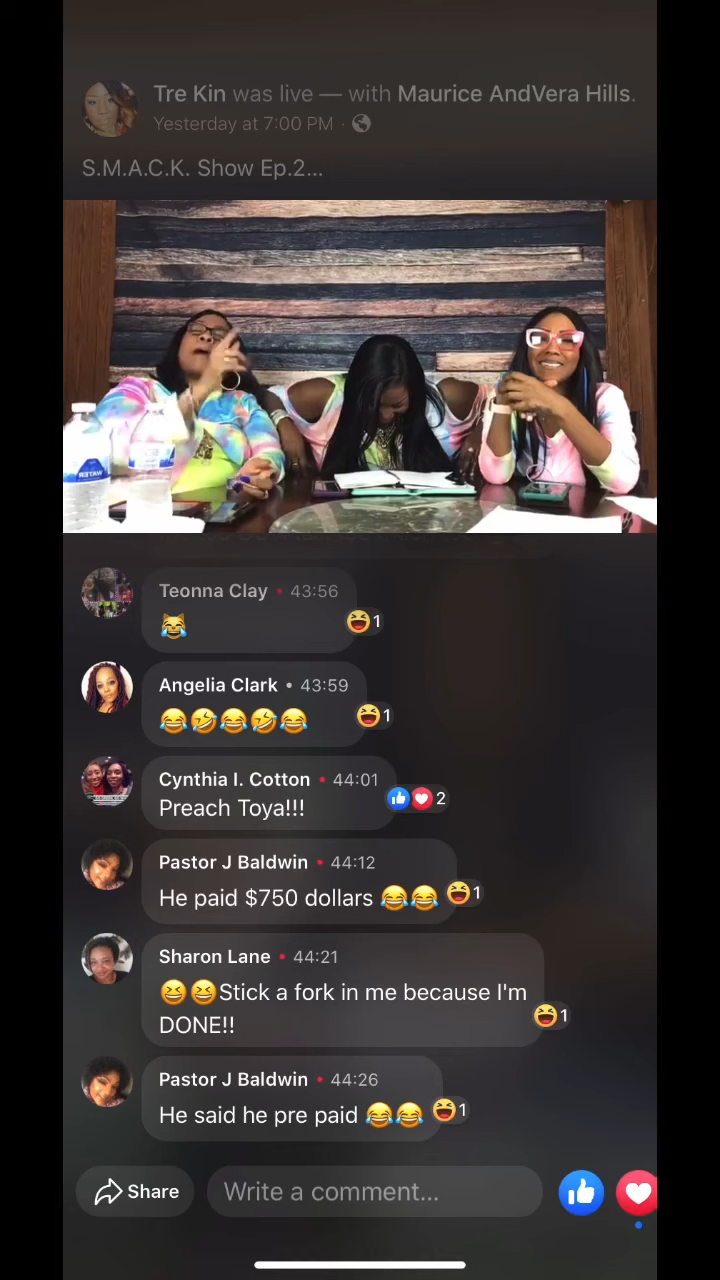 Tre Kin was live — with Maurice AndVera Hills.
Yesterday at 7:00 PM ·
S.M.A.C.K. Show Ep.2...
WATER
Teonna Clay • 43:56
😹
😆1
Angelia Clark • 43:59
😂🤣😂🤣😂
😆1
Cynthia I. Cotton • 44:01
Preach Toya!!!
👍❤️2
Pastor J Baldwin • 44:12
He paid $750 dollars 😂😂
😆1
Sharon Lane • 44:21
😆😆Stick a fork in me because I'm
DONE!!
😆1
Pastor J Baldwin • 44:26
He said he pre paid 😂😂
😆1
Share
Write a comment...